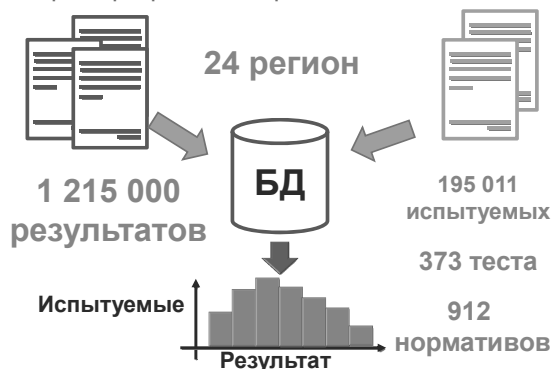 24 регион
1 215 000
результатов
БД
195 011
испытуемых
373 теста
912
нормативов
Испытуемые
Результат